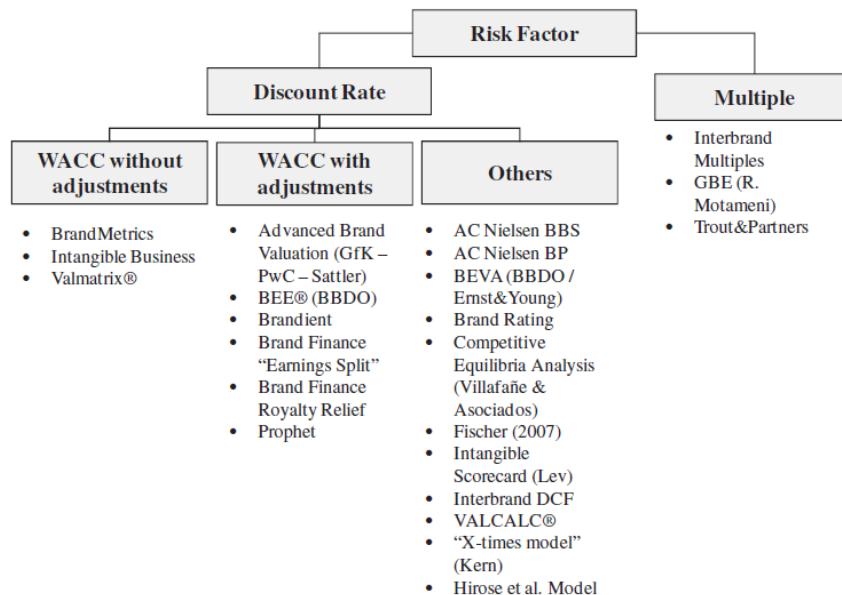 Risk Factor
Discount Rate
Multiple
• Interbrand
Multiples
• GBE (R.
Motameni)
• Trout&Partners
WACC without
adjustments
• BrandMetrics
• Intangible Business
• Valmatrix®
WACC with
adjustments
• Advanced Brand
Valuation (GfK –
PwC – Sattler)
• BEE® (BBDO)
• Brandient
• Brand Finance
“Earnings Split”
• Brand Finance
Royalty Relief
• Prophet
Others
• AC Nielsen BBS
• AC Nielsen BP
• BEVA (BBDO /
Ernst&Young)
• Brand Rating
• Competitive
Equilibria Analysis
(Villafañe &
Asociados)
• Fischer (2007)
• Intangible
Scorecard (Lev)
• Interbrand DCF
• VALCALC®
• “X-times model”
(Kern)
• Hirose et al. Model